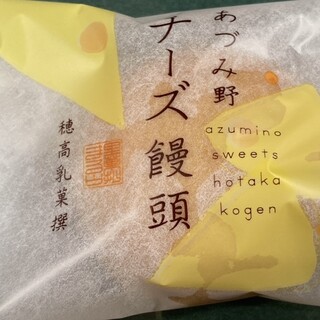 あづみ野
チーズ饅頭
azumino
sweets
hotaka
kogen
穂高乳菓撰